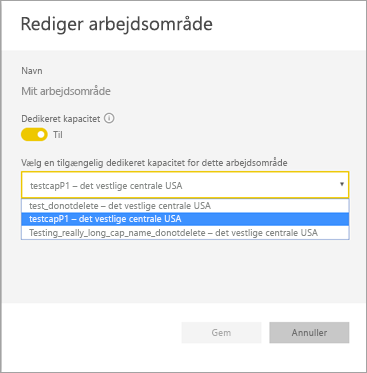 Rediger arbejdsområde
Navn
Mit arbejdsområde
Dedikeret kapacitet
Til
Vælg en tilgængelig dedikeret kapacitet for dette arbejdsområde
testcapP1 – det vestlige centrale USA
test_donotdelete – det vestlige centrale USA
testcapP1 – det vestlige centrale USA
Testing_really_long_cap_name_donotdelete – det vestlige centrale USA
Gem Annuller